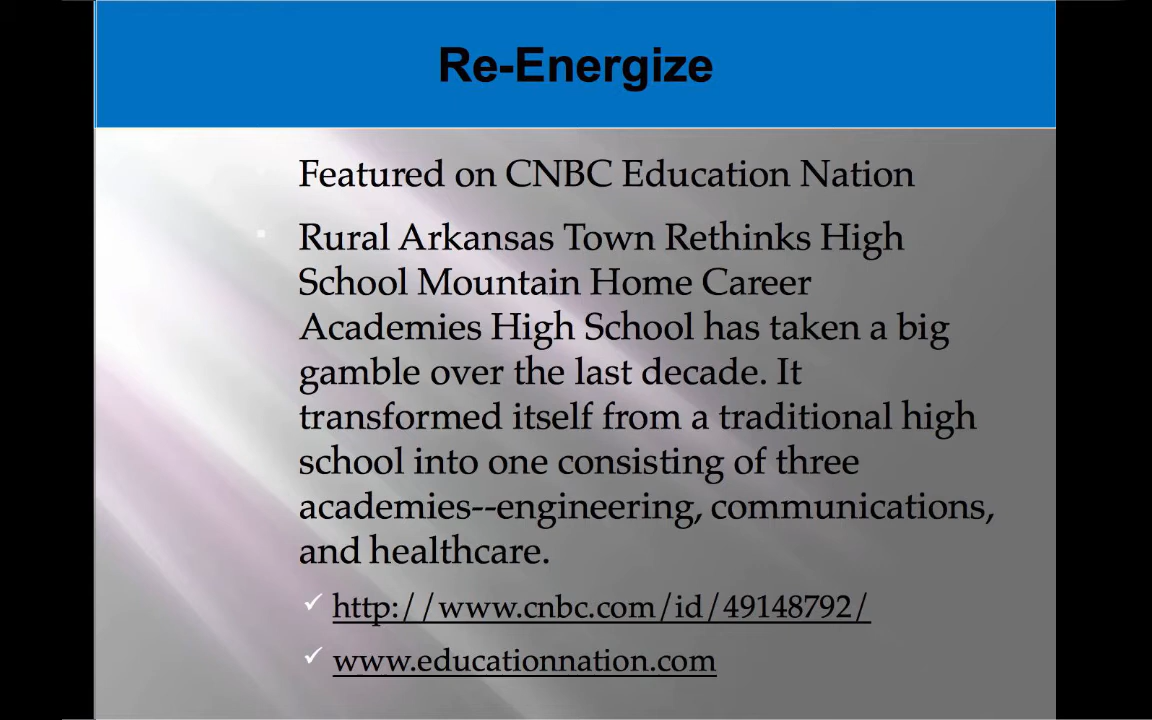 Re-Energize
Featured on CNBC Education Nation
Rural Arkansas Town Rethinks High
School Mountain Home Career
Academies High School has taken a big
gamble over the last decade. It
transformed itself from a traditional high
school into one consisting of three
academies--engineering, communications,
and healthcare.
http://www.cnbc.com/id/49148792/
www.educationnation.com